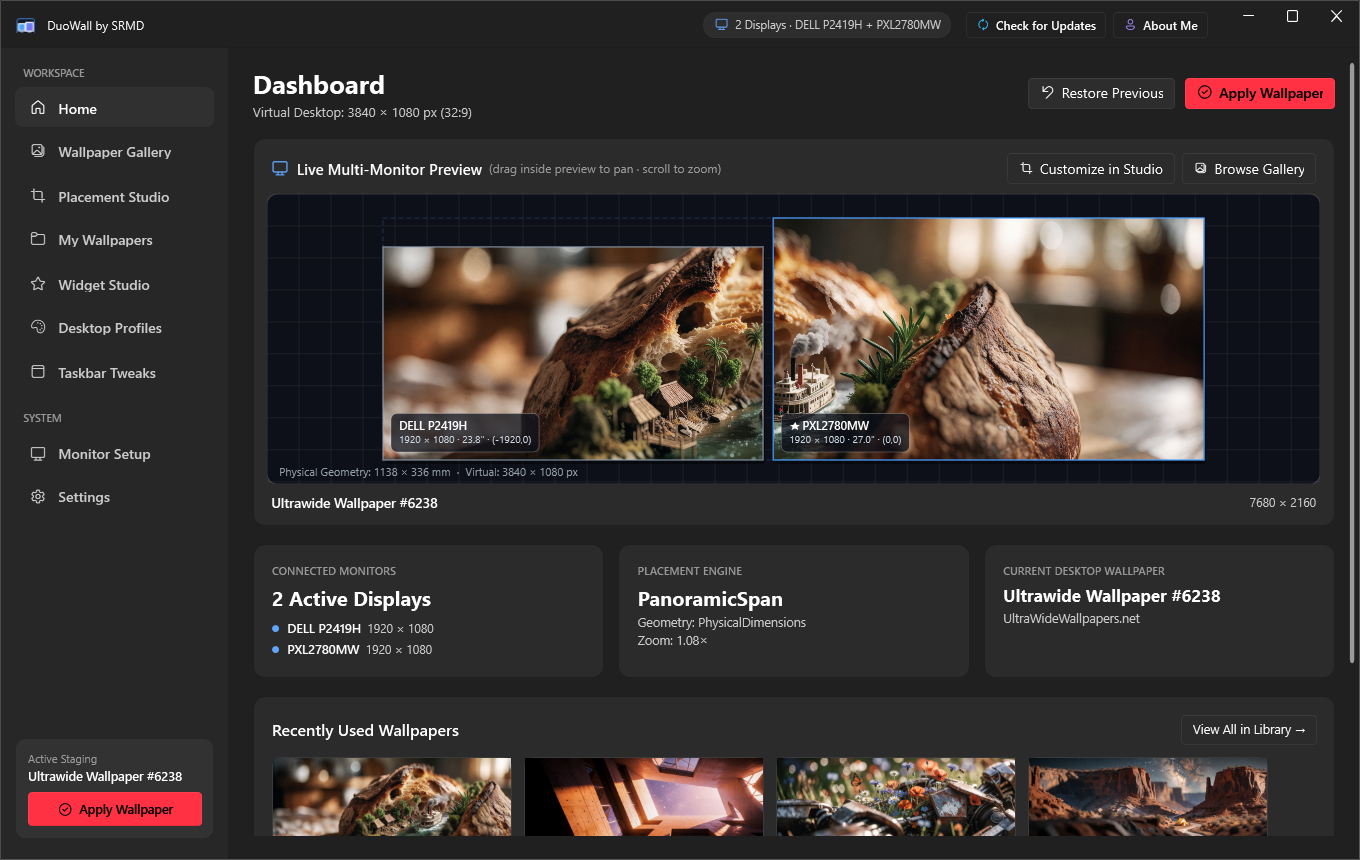 DuoWall by SRMD
2 Displays · DELL P2419H + PXL2780MW
Check for Updates
About Me
WORKSPACE
Home
Wallpaper Gallery
Placement Studio
My Wallpapers
Widget Studio
Desktop Profiles
Taskbar Tweaks
SYSTEM
Monitor Setup
Settings
Active Staging
Ultrawide Wallpaper #6238
Apply Wallpaper
Dashboard
Virtual Desktop: 3840 × 1080 px (32:9)
Restore Previous
Apply Wallpaper
Live Multi-Monitor Preview (drag inside preview to pan · scroll to zoom)
Customize in Studio
Browse Gallery
DELL P2419H
1920 × 1080 · 23.8" · (-1920,0)
★ PXL2780MW
1920 × 1080 · 27.0" · (0,0)
Physical Geometry: 1138 × 336 mm · Virtual: 3840 × 1080 px
Ultrawide Wallpaper #6238
7680 × 2160
CONNECTED MONITORS
2 Active Displays
DELL P2419H 1920 × 1080
PXL2780MW 1920 × 1080
PLACEMENT ENGINE
PanoramicSpan
Geometry: PhysicalDimensions
Zoom: 1.08×
CURRENT DESKTOP WALLPAPER
Ultrawide Wallpaper #6238
UltraWideWallpapers.net
Recently Used Wallpapers
View All in Library →